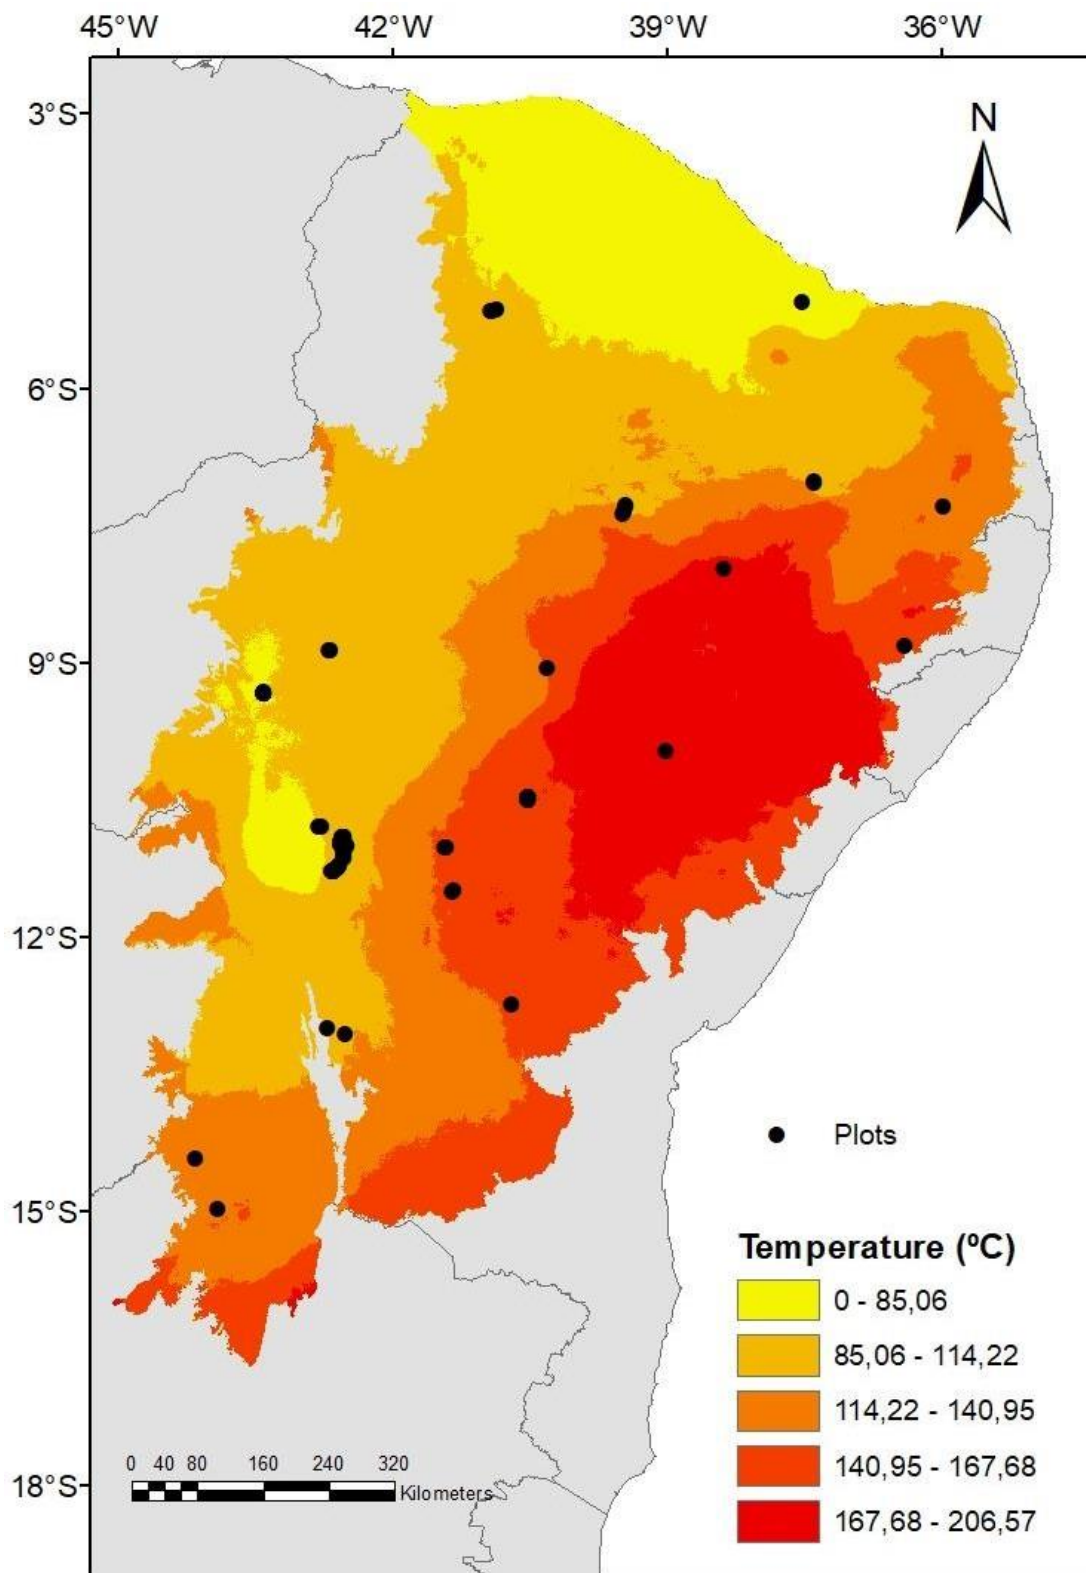 45°W 42°W 39°W 36°W
3°S
N
6°S
9°S
12°S
Plots
15°S
Temperature (ºC)
0 - 85,06
85,06 - 114,22
114,22 - 140,95
0 40 80 160 240 320
Kilometers
140,95 - 167,68
18°S
167,68 - 206,57